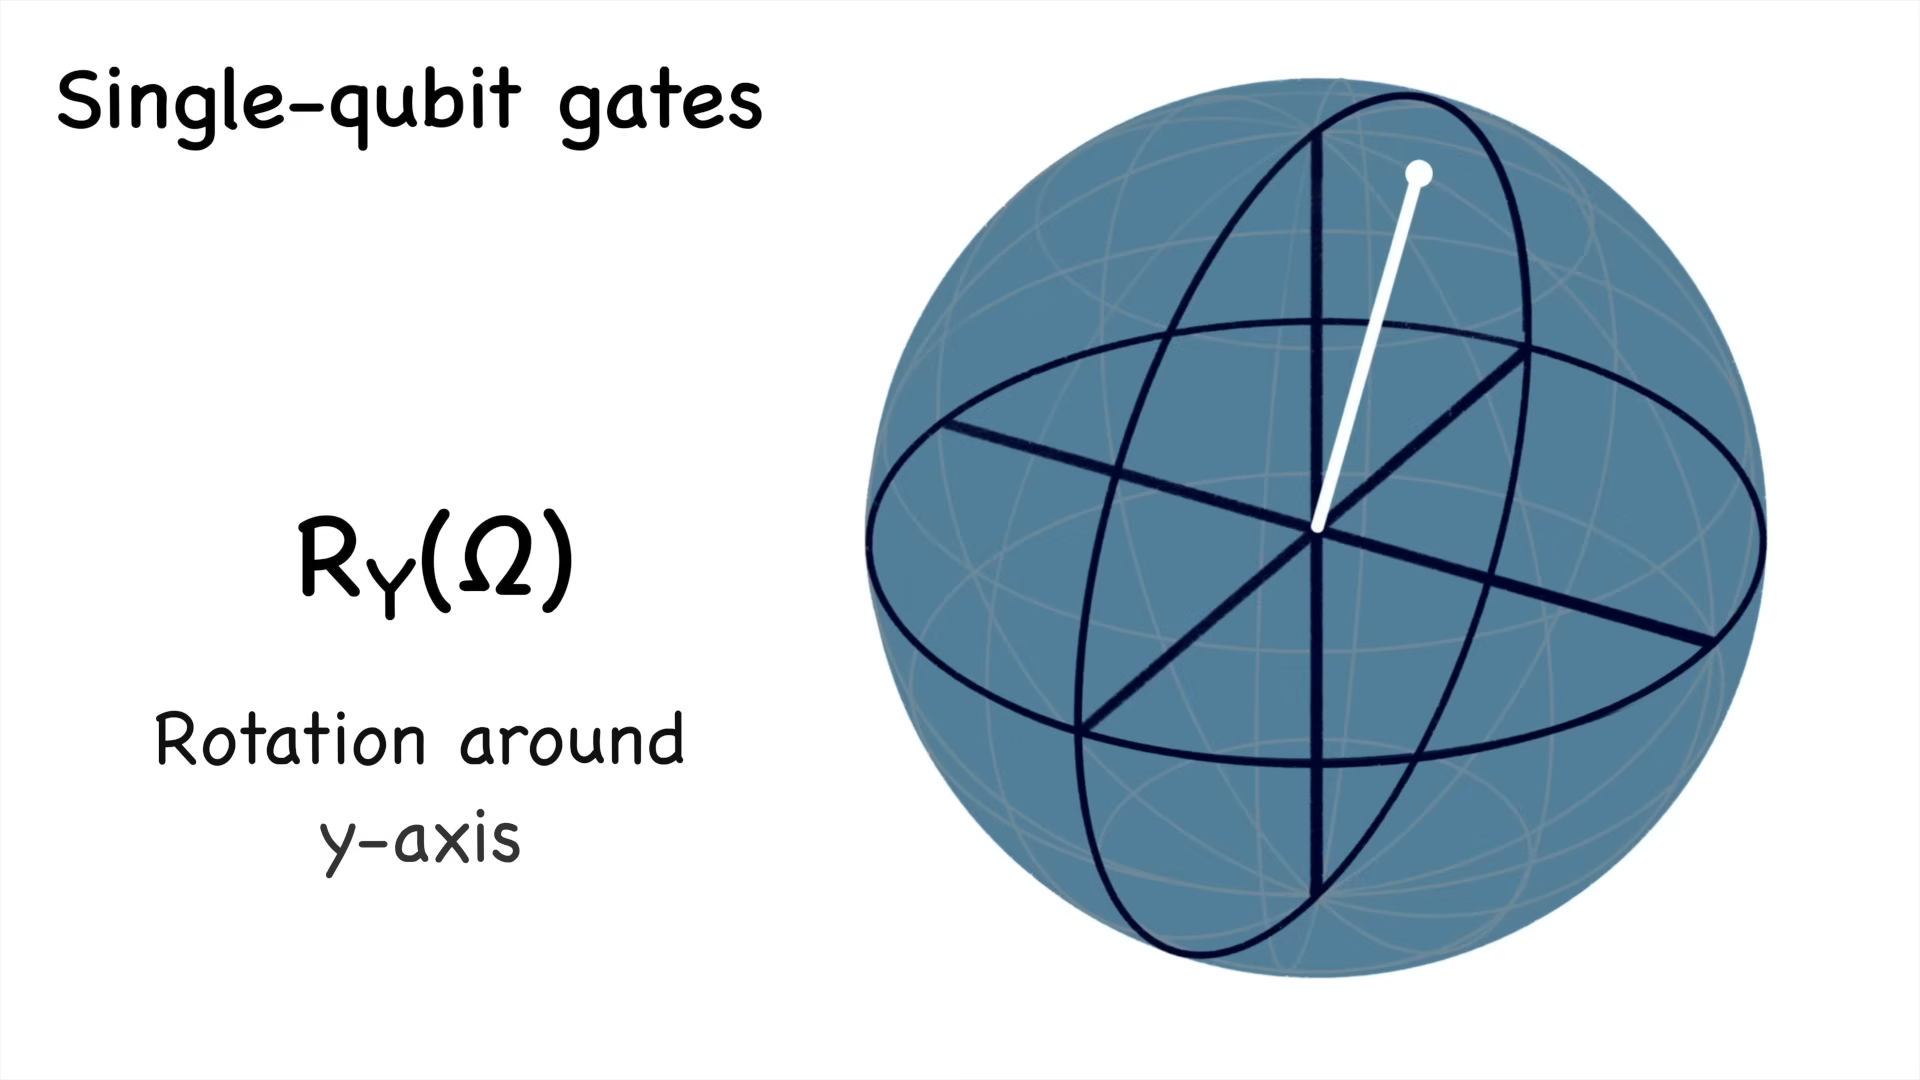 Single-qubit gates
R_Y(Ω)
Rotation around
y-axis